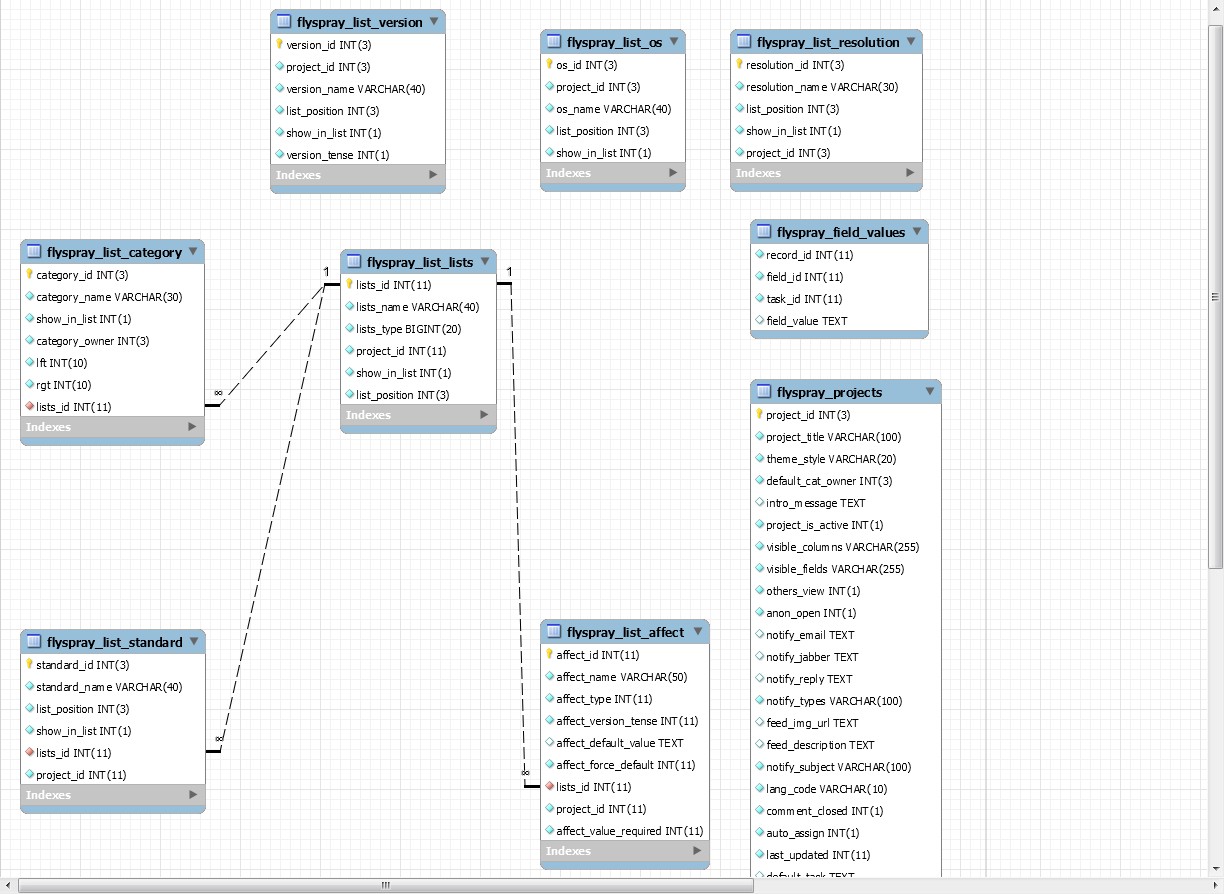 flyspray_list_version
version_id INT(3)
project_id INT(3)
version_name VARCHAR(40)
list_position INT(3)
show_in_list INT(1)
version_tense INT(1)
Indexes
flyspray_list_os
os_id INT(3)
project_id INT(3)
os_name VARCHAR(40)
list_position INT(3)
show_in_list INT(1)
Indexes
flyspray_list_resolution
resolution_id INT(3)
resolution_name VARCHAR(30)
list_position INT(3)
show_in_list INT(1)
project_id INT(3)
Indexes
flyspray_list_category
category_id INT(3)
category_name VARCHAR(30)
show_in_list INT(1)
category_owner INT(3)
lft INT(10)
rgt INT(10)
lists_id INT(11)
Indexes
∞
1
flyspray_list_lists
lists_id INT(11)
lists_name VARCHAR(40)
lists_type BIGINT(20)
project_id INT(11)
show_in_list INT(1)
list_position INT(3)
Indexes
1
flyspray_field_values
record_id INT(11)
field_id INT(11)
task_id INT(11)
field_value TEXT
flyspray_projects
project_id INT(3)
project_title VARCHAR(100)
theme_style VARCHAR(20)
default_cat_owner INT(3)
intro_message TEXT
project_is_active INT(1)
visible_columns VARCHAR(255)
visible_fields VARCHAR(255)
others_view INT(1)
anon_open INT(1)
notify_email TEXT
notify_jabber TEXT
notify_reply TEXT
notify_types VARCHAR(100)
feed_img_url TEXT
feed_description TEXT
notify_subject VARCHAR(100)
lang_code VARCHAR(10)
comment_closed INT(1)
auto_assign INT(1)
last_updated INT(11)
default_task TEXT
flyspray_list_standard
standard_id INT(3)
standard_name VARCHAR(40)
list_position INT(3)
show_in_list INT(1)
lists_id INT(11)
project_id INT(11)
Indexes
∞
flyspray_list_affect
affect_id INT(11)
affect_name VARCHAR(50)
affect_type INT(11)
affect_version_tense INT(11)
affect_default_value TEXT
affect_force_default INT(11)
lists_id INT(11)
project_id INT(11)
affect_value_required INT(11)
Indexes
∞